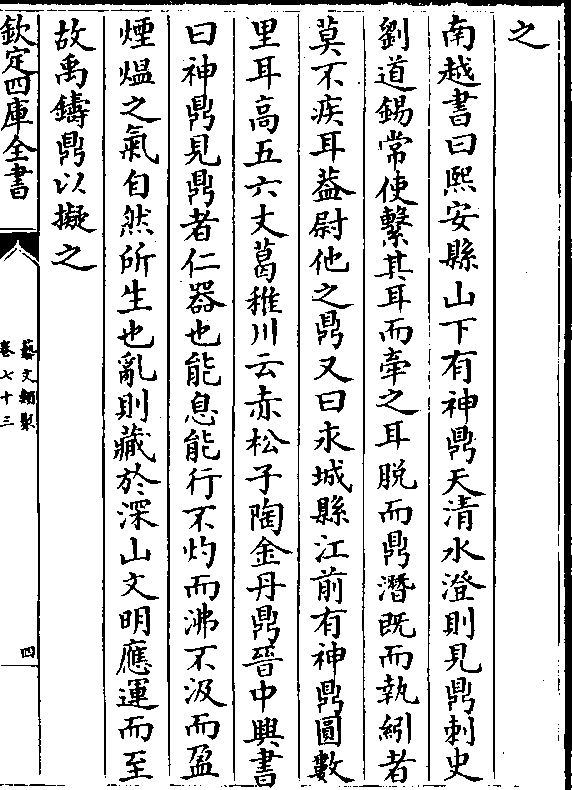 之
南越書曰熙安縣山下有神鼎天清水澄則見鼎刺史
劉道錫常使繫其耳而牽之耳脱而鼎潛既而執紖者
莫不疾耳葢尉他之鼎又曰求城縣江前有神鼎圓數
里耳高五六丈葛稚川云赤松子陶金丹鼎晉中興書
曰神鼎見鼎者仁器也能息能行不灼而沸不汲而盈
煙熅之氣自然所生也亂則藏於深山文明應運而至
故禹鑄鼎以擬之
欽定四庫全書
藝文類聚
卷七十三
四